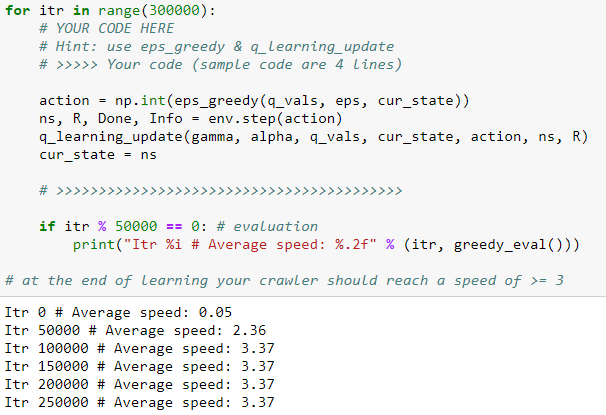 for itr in range(300000):
# YOUR CODE HERE
# Hint: use eps_greedy & q_learning_update
# >>>>> Your code (sample code are 4 lines)
action = np.int(eps_greedy(q_vals, eps, cur_state))
ns, R, Done, Info = env.step(action)
q_learning_update(gamma, alpha, q_vals, cur_state, action, ns, R)
cur_state = ns
# >>>>>>>>>>>>>>>>>>>>>>>>>>>>>>>>>>>>>>>>>
if itr % 50000 == 0: # evaluation
print("Itr %i # Average speed: %.2f" % (itr, greedy_eval()))
# at the end of learning your crawler should reach a speed of >= 3
Itr 0 # Average speed: 0.05
Itr 50000 # Average speed: 2.36
Itr 100000 # Average speed: 3.37
Itr 150000 # Average speed: 3.37
Itr 200000 # Average speed: 3.37
Itr 250000 # Average speed: 3.37